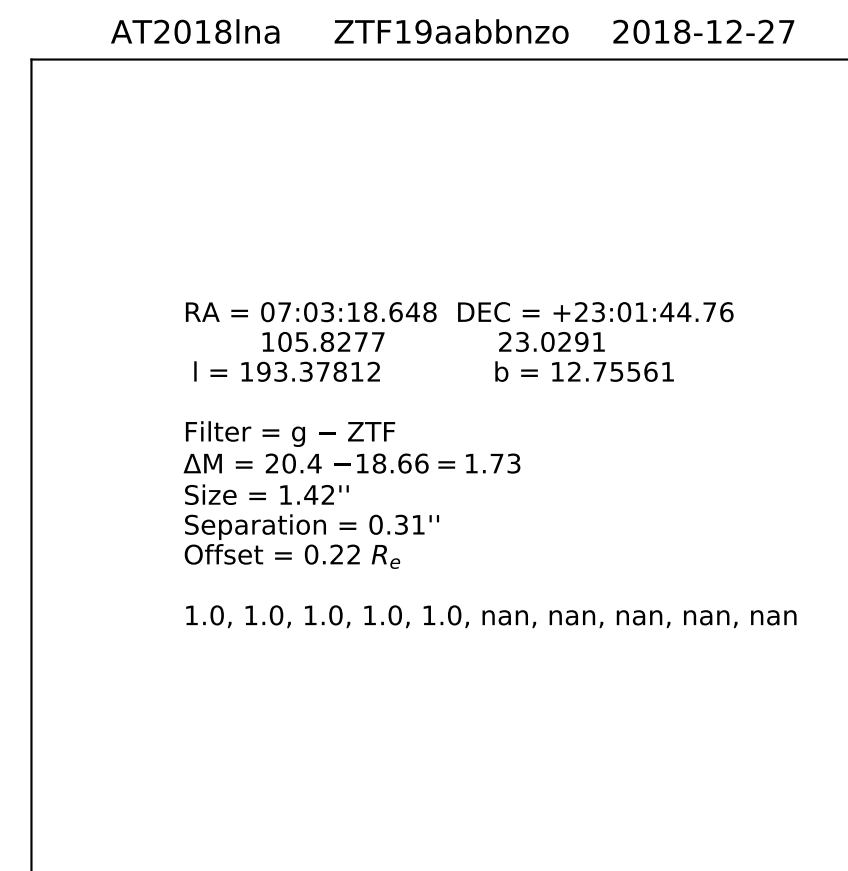 AT2018lna ZTF19aabbnzo 2018-12-27
RA = 07:03:18.648 DEC = +23:01:44.76
105.8277 23.0291
l = 193.37812 b = 12.75561
Filter = g − ZTF
ΔM = 20.4 −18.66 = 1.73
Size = 1.42''
Separation = 0.31''
Offset = 0.22 Re
1.0, 1.0, 1.0, 1.0, 1.0, nan, nan, nan, nan, nan